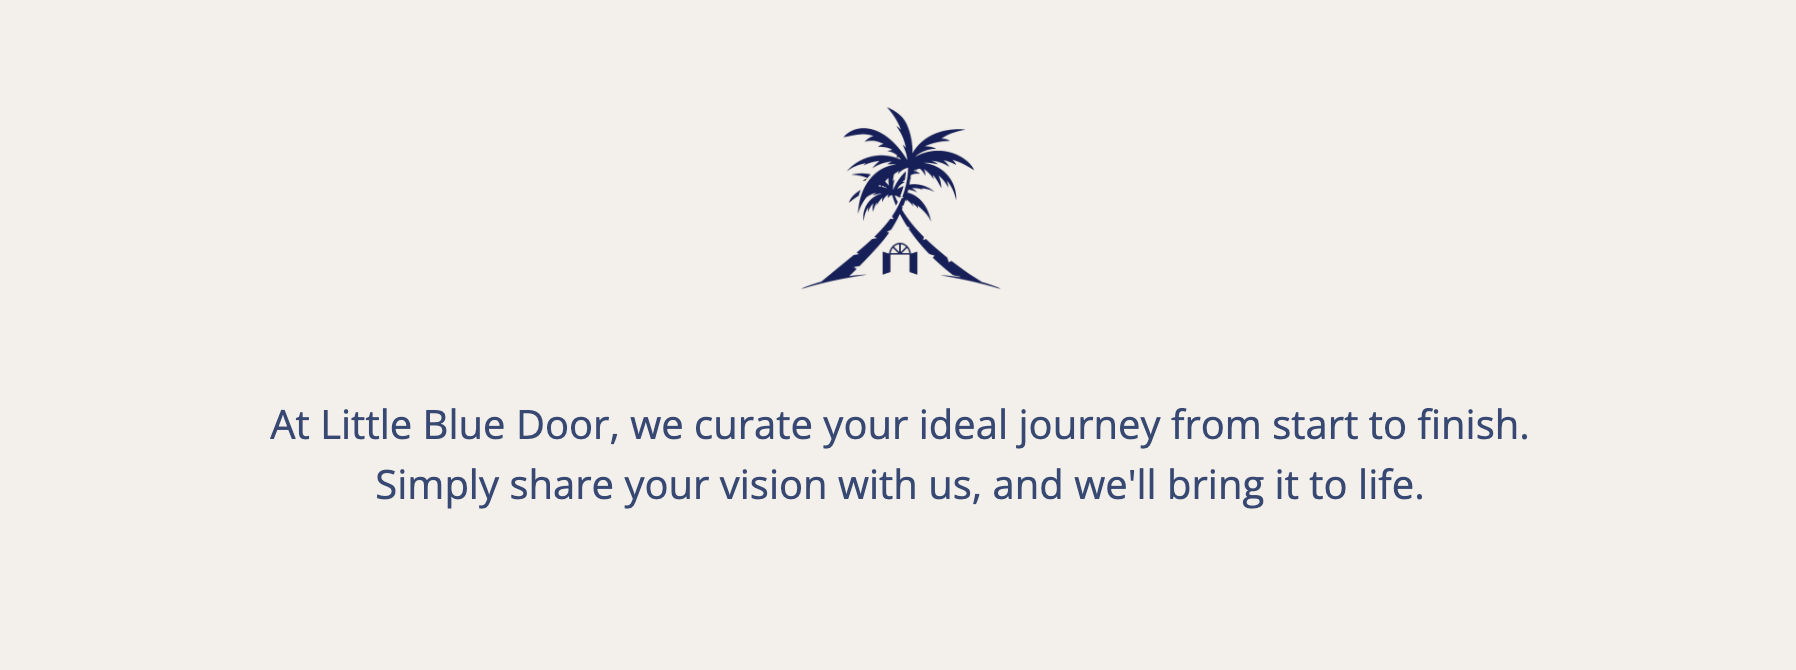 At Little Blue Door, we curate your ideal journey from start to finish.
Simply share your vision with us, and we'll bring it to life.